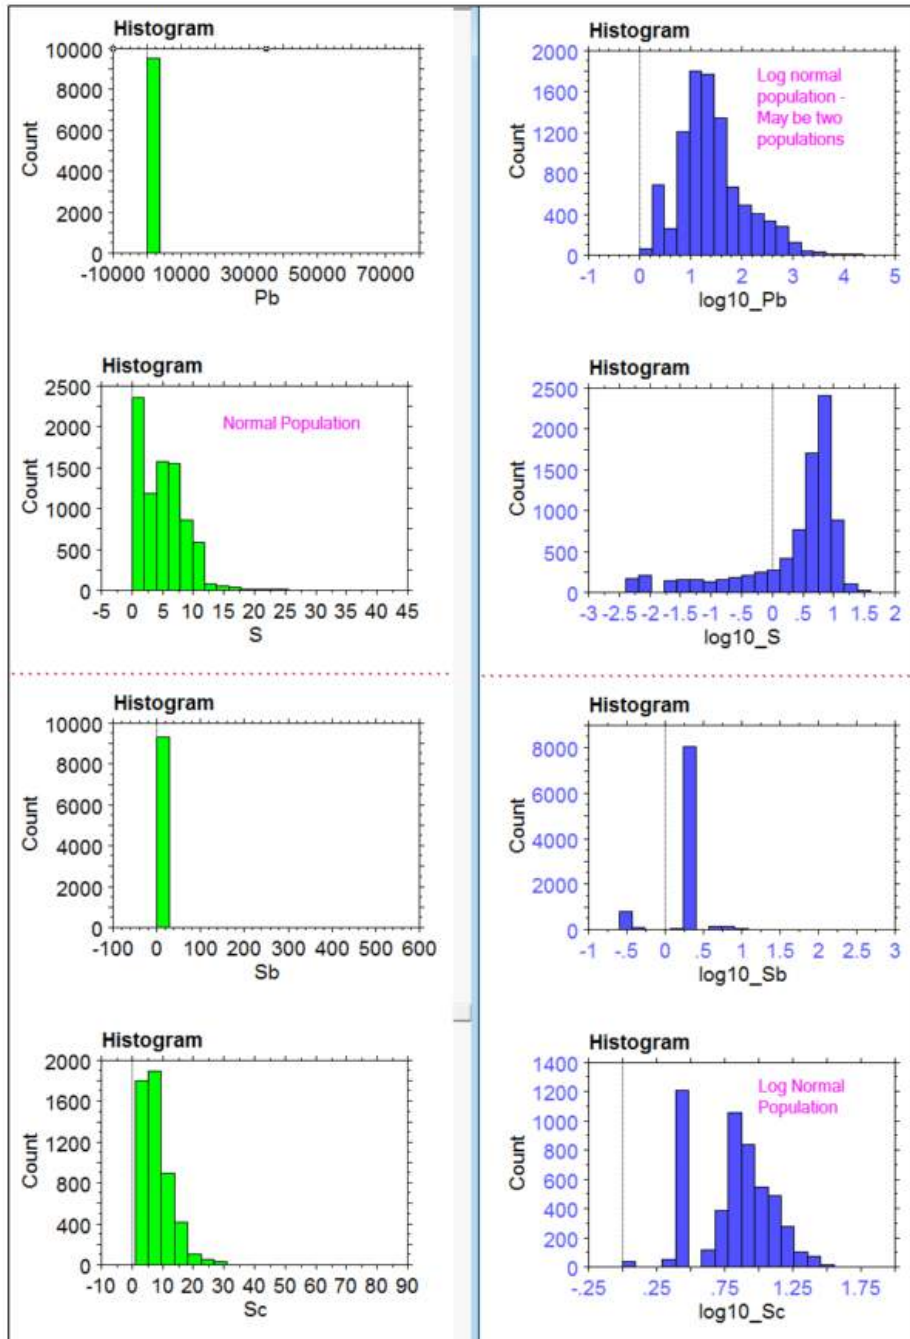 Histogram
10000
8000
6000
4000
2000
0
Count
-10000 10000 30000 50000 70000
Pb
Histogram
2000
1600
1200
800
400
0
Count
Log normal
population -
May be two
populations
-1 0 1 2 3 4 5
log10_Pb
Histogram
2500
2000
1500
1000
500
0
Count
Normal Population
-5 0 5 10 15 20 25 30 35 40 45
S
Histogram
2500
2000
1500
1000
500
0
Count
-3 -2.5 -2 -1.5 -1 -.5 0 .5 1 1.5 2
log10_S
Histogram
10000
8000
6000
4000
2000
0
Count
-100 0 100 200 300 400 500 600
Sb
Histogram
8000
6000
4000
2000
0
Count
-1 -.5 0 .5 1 1.5 2 2.5 3
log10_Sb
Histogram
2000
1600
1200
800
400
0
Count
-10 0 10 20 30 40 50 60 70 80 90
Sc
Histogram
1400
1200
1000
800
600
400
200
0
Count
Log Normal
Population
-.25 .25 .75 1.25 1.75
log10_Sc